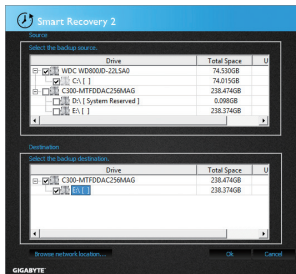 Smart Recovery 2
Source
Select the backup source.
Drive Total Space U
WDC WD800JD-22LSA0 74.530GB
C:\ [ ] 74.015GB
C300-MTFDDAC256MAG 238.474GB
D:\ [ System Reserved ] 0.098GB
E:\ [ ] 238.374GB
Destination
Select the backup destination.
Drive Total Space U
C300-MTFDDAC256MAG 238.474GB
E:\ [ ] 238.374GB
Browse network location.... Ok Cancel
GIGABYTE